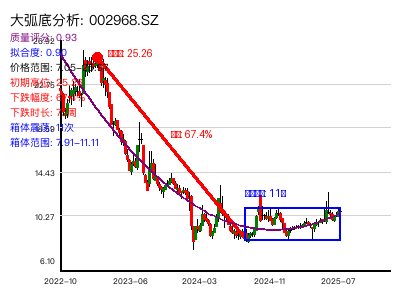 大弧底分析: 002968.SZ
质量评分: 0.93
拟合度: 0.90
价格范围: 7.05-
初期高位: 25.
下跌幅度: 67.
下跌时长: 
箱体震荡: 11次
箱体范围: 7.91-11.11
25.26
67.4%
11
14.43
10.27
6.10
2022-10
2023-06
2024-03
2024-11
2025-07